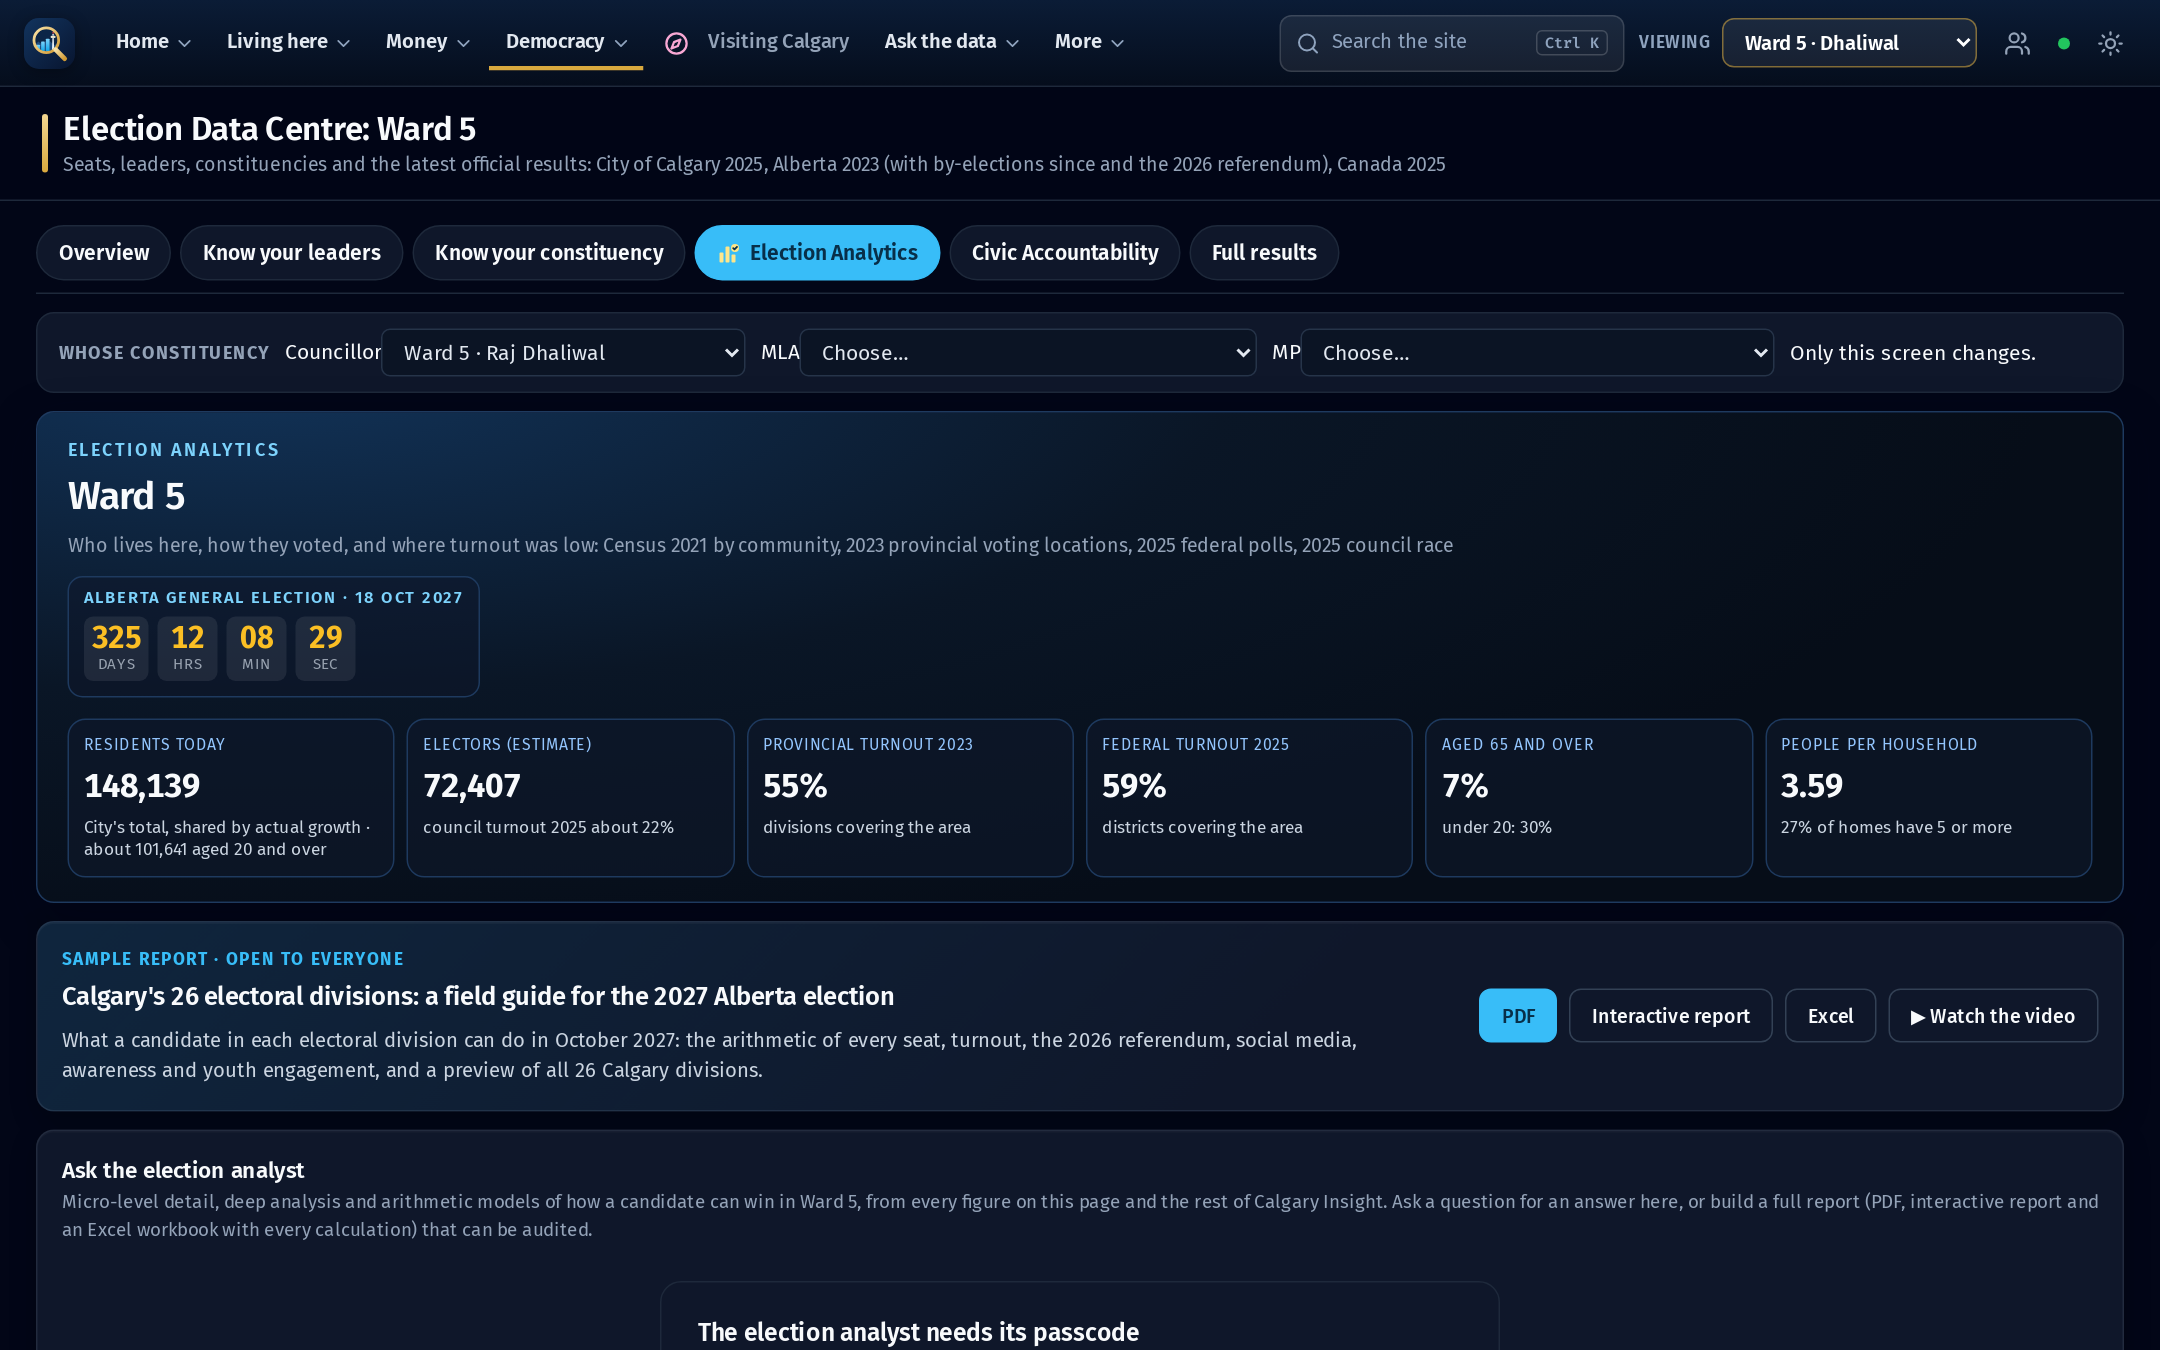 Home
Living here
Money
Democracy
Visiting Calgary
Ask the data
More
Search the site
Ctrl K
VIEWING
Ward 5 · Dhaliwal
Election Data Centre: Ward 5
Seats, leaders, constituencies and the latest official results: City of Calgary 2025, Alberta 2023 (with by-elections since and the 2026 referendum), Canada 2025
Overview
Know your leaders
Know your constituency
Election Analytics
Civic Accountability
Full results
WHOSE CONSTITUENCY
Councillor
Ward 5 · Raj Dhaliwal
MLA
Choose...
MP
Choose...
Only this screen changes.
ELECTION ANALYTICS
Ward 5
Who lives here, how they voted, and where turnout was low: Census 2021 by community, 2023 provincial voting locations, 2025 federal polls, 2025 council race
ALBERTA GENERAL ELECTION · 18 OCT 2027
325 12 08 29
DAYS HRS MIN SEC
RESIDENTS TODAY
148,139
City's total, shared by actual growth ·
about 101,641 aged 20 and over
ELECTORS (ESTIMATE)
72,407
council turnout 2025 about 22%
PROVINCIAL TURNOUT 2023
55%
divisions covering the area
FEDERAL TURNOUT 2025
59%
districts covering the area
AGED 65 AND OVER
7%
under 20: 30%
PEOPLE PER HOUSEHOLD
3.59
27% of homes have 5 or more
SAMPLE REPORT · OPEN TO EVERYONE
Calgary's 26 electoral divisions: a field guide for the 2027 Alberta election
What a candidate in each electoral division can do in October 2027: the arithmetic of every seat, turnout, the 2026 referendum, social media,
awareness and youth engagement, and a preview of all 26 Calgary divisions.
PDF
Interactive report
Excel
▶ Watch the video
Ask the election analyst
Micro-level detail, deep analysis and arithmetic models of how a candidate can win in Ward 5, from every figure on this page and the rest of Calgary Insight. Ask a question for an answer here, or build a full report (PDF, interactive report and
an Excel workbook with every calculation) that can be audited.
The election analyst needs its passcode